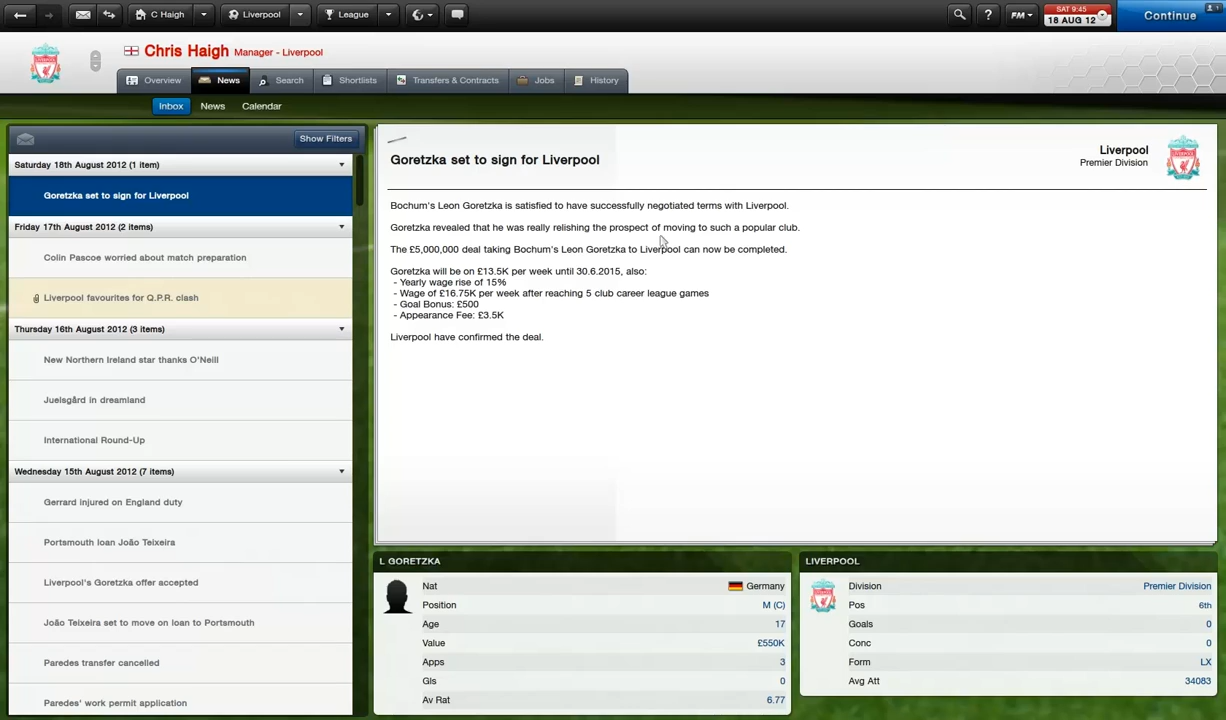 C Haigh
Liverpool
League
?
FM
SAT 9:45
18 AUG 12
Continue
1
Chris Haigh Manager - Liverpool
Overview
News
Search
Shortlists
Transfers & Contracts
Jobs
History
Inbox
News
Calendar
Show Filters
Saturday 18th August 2012 (1 item)
Goretzka set to sign for Liverpool
Friday 17th August 2012 (2 items)
Colin Pascoe worried about match preparation
Liverpool favourites for Q.P.R. clash
Thursday 16th August 2012 (3 items)
New Northern Ireland star thanks O'Neill
Juelsgård in dreamland
International Round-Up
Wednesday 15th August 2012 (7 items)
Gerrard injured on England duty
Portsmouth loan João Teixeira
Liverpool's Goretzka offer accepted
João Teixeira set to move on loan to Portsmouth
Paredes transfer cancelled
Paredes' work permit application
Goretzka set to sign for Liverpool
Liverpool
Premier Division
Bochum's Leon Goretzka is satisfied to have successfully negotiated terms with Liverpool.
Goretzka revealed that he was really relishing the prospect of moving to such a popular club.
The £5,000,000 deal taking Bochum's Leon Goretzka to Liverpool can now be completed.
Goretzka will be on £13.5K per week until 30.6.2015, also:
- Yearly wage rise of 15%
- Wage of £16.75K per week after reaching 5 club career league games
- Goal Bonus: £500
- Appearance Fee: £3.5K
Liverpool have confirmed the deal.
L GORETZKA
Nat Germany
Position M (C)
Age 17
Value £550K
Apps 3
Gls 0
Av Rat 6.77
LIVERPOOL
Division Premier Division
Pos 6th
Goals 0
Conc 0
Form LX
Avg Att 34083